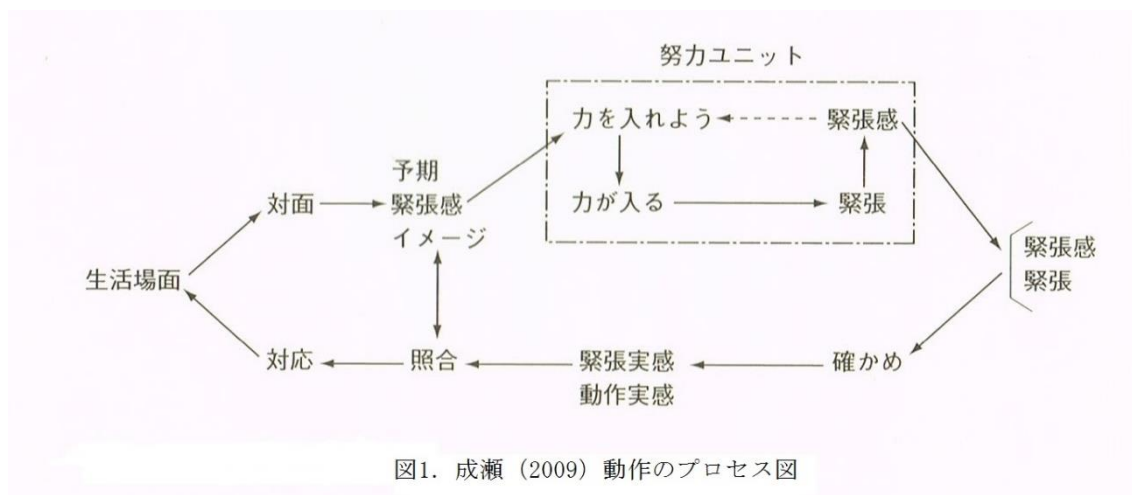 努力ユニット
力を入れよう
緊張感
予期
緊張感
イメージ
対面
力が入る
緊張
緊張感
緊張
生活場面
対応
照合
緊張実感
動作実感
確かめ
図1. 成瀬（2009）動作のプロセス図